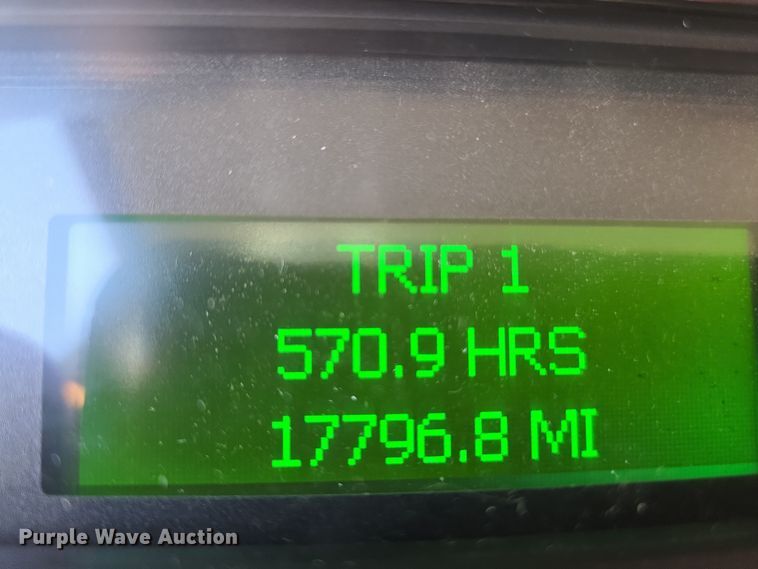 TRIP 1
570.9 HRS
17796.8 MI
Purple Wave Auction